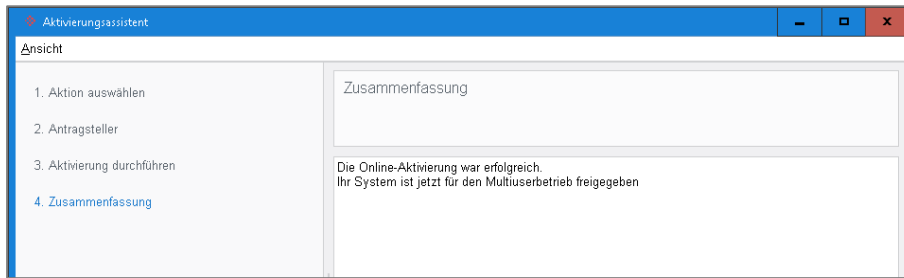 Aktivierungsassistent
Ansicht
1. Aktion auswählen
2. Antragsteller
3. Aktivierung durchführen
4. Zusammenfassung
Zusammenfassung
Die Online-Aktivierung war erfolgreich.
Ihr System ist jetzt für den Multiuserbetrieb freigegeben